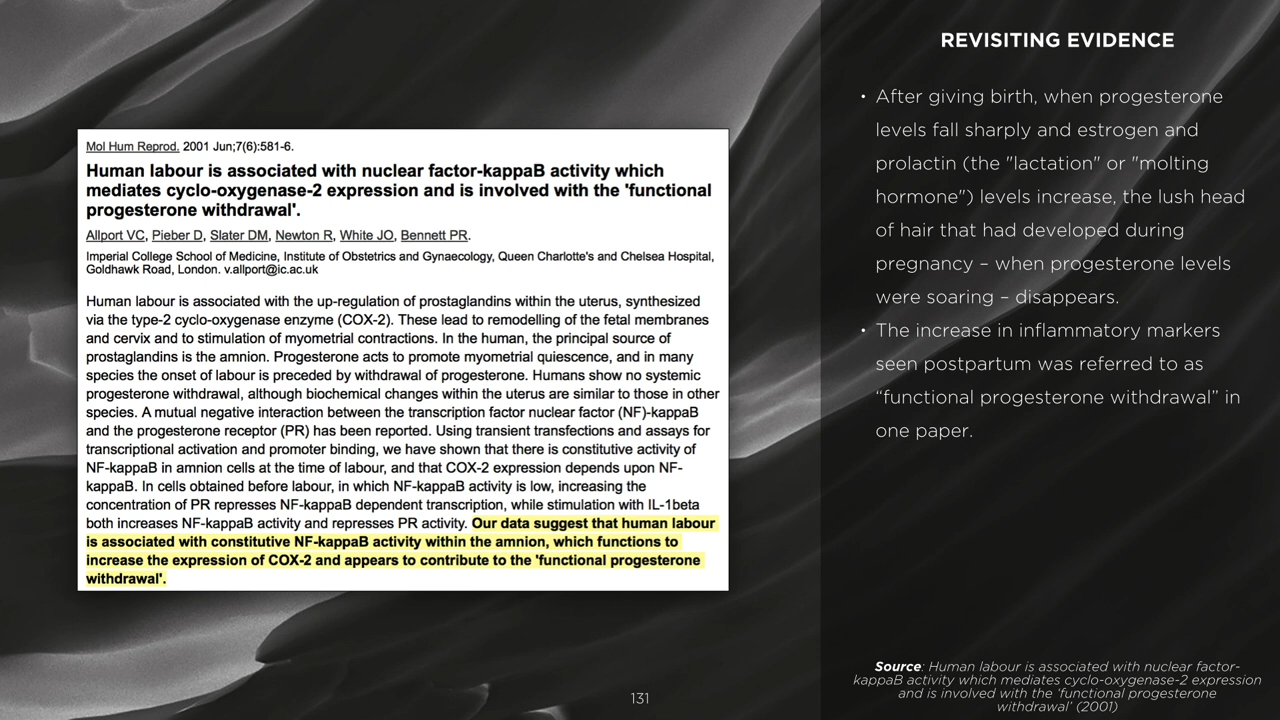 Mol Hum Reprod. 2001 Jun;7(6):581-6.
Human labour is associated with nuclear factor-kappaB activity which
mediates cyclo-oxygenase-2 expression and is involved with the 'functional
progesterone withdrawal'.
Allport VC, Pieber D, Slater DM, Newton R, White JO, Bennett PR.
Imperial College School of Medicine, Institute of Obstetrics and Gynaecology, Queen Charlotte's and Chelsea Hospital,
Goldhawk Road, London. v.allport@ic.ac.uk
Human labour is associated with the up-regulation of prostaglandins within the uterus, synthesized
via the type-2 cyclo-oxygenase enzyme (COX-2). These lead to remodelling of the fetal membranes
and cervix and to stimulation of myometrial contractions. In the human, the principal source of
prostaglandins is the amnion. Progesterone acts to promote myometrial quiescence, and in many
species the onset of labour is preceded by withdrawal of progesterone. Humans show no systemic
progesterone withdrawal, although biochemical changes within the uterus are similar to those in other
species. A mutual negative interaction between the transcription factor nuclear factor (NF)-kappaB
and the progesterone receptor (PR) has been reported. Using transient transfections and assays for
transcriptional activation and promoter binding, we have shown that there is constitutive activity of
NF-kappaB in amnion cells at the time of labour, and that COX-2 expression depends upon NF-
kappaB. In cells obtained before labour, in which NF-kappaB activity is low, increasing the
concentration of PR represses NF-kappaB dependent transcription, while stimulation with IL-1beta
both increases NF-kappaB activity and represses PR activity. Our data suggest that human labour
is associated with constitutive NF-kappaB activity within the amnion, which functions to
increase the expression of COX-2 and appears to contribute to the 'functional progesterone
withdrawal'.
131
REVISITING EVIDENCE
• After giving birth, when progesterone
levels fall sharply and estrogen and
prolactin (the "lactation" or "molting
hormone") levels increase, the lush head
of hair that had developed during
pregnancy – when progesterone levels
were soaring – disappears.
• The increase in inflammatory markers
seen postpartum was referred to as
“functional progesterone withdrawal” in
one paper.
Source: Human labour is associated with nuclear factor-
kappaB activity which mediates cyclo-oxygenase-2 expression
and is involved with the 'functional progesterone
withdrawal' (2001)